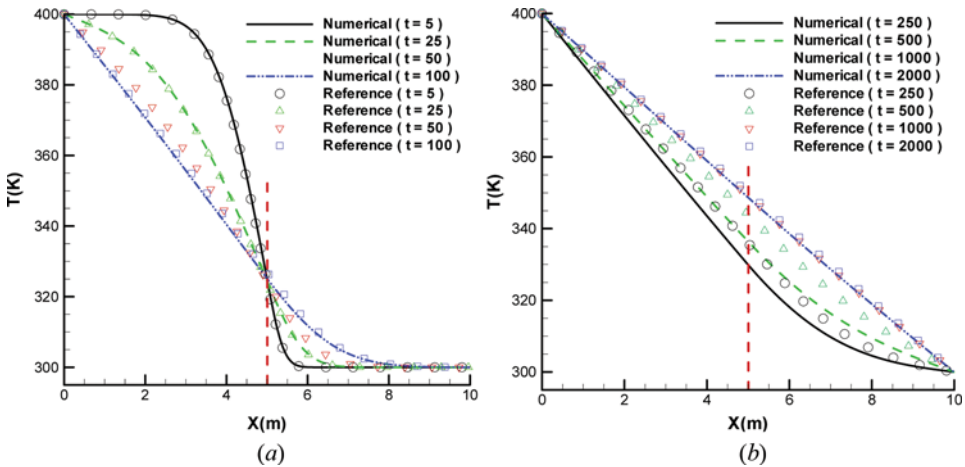 (a)
T(K)
400
380
360
340
320
300
0
2
4
6
8
10
X(m)
Numerical ( t = 5 )
Numerical ( t = 25 )
Numerical ( t = 50 )
Numerical ( t = 100 )
Reference ( t = 5 )
Reference ( t = 25 )
Reference ( t = 50 )
Reference ( t = 100 )
(b)
T(K)
400
380
360
340
320
300
0
2
4
6
8
10
X(m)
Numerical ( t = 250 )
Numerical ( t = 500 )
Numerical ( t = 1000 )
Numerical ( t = 2000 )
Reference ( t = 250 )
Reference ( t = 500 )
Reference ( t = 1000 )
Reference ( t = 2000 )
(a)
(b)